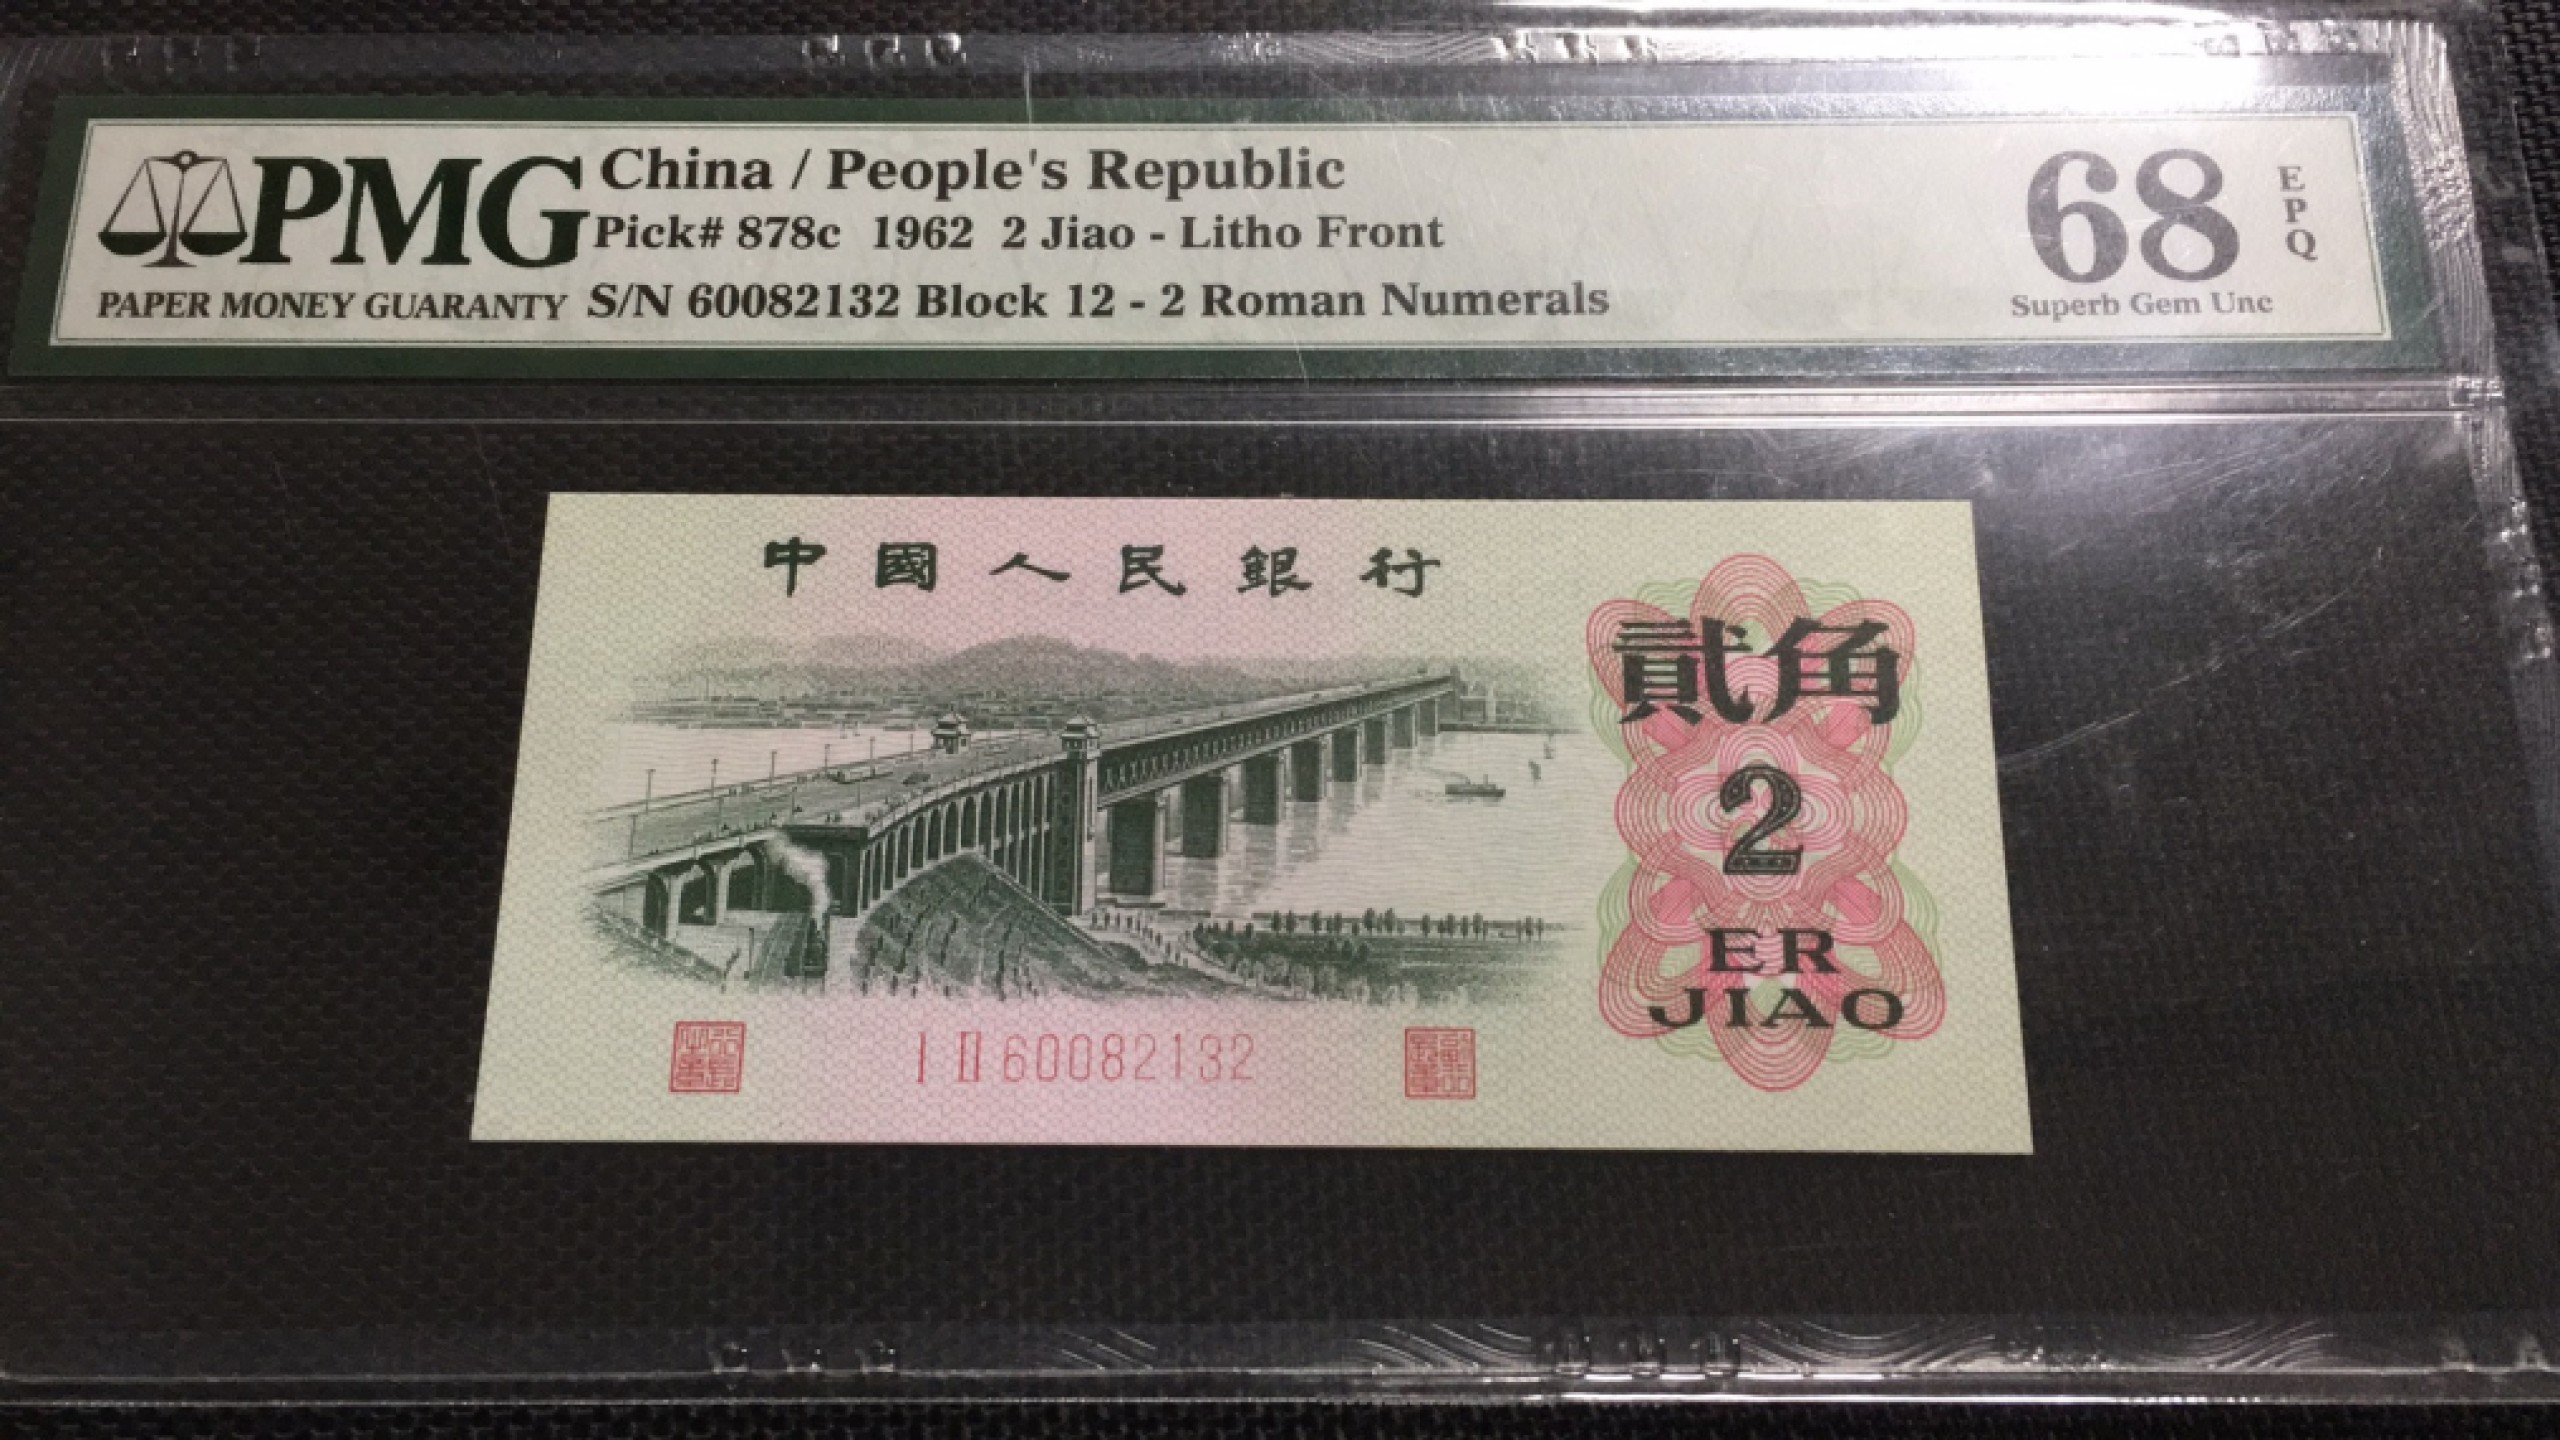 PMG
PAPER MONEY GUARANTY
China / People's Republic
Pick# 878c 1962 2 Jiao - Litho Front
S/N 60082132 Block 12 - 2 Roman Numerals
68
EPQ
Superb Gem Unc
中國人民銀行
貳角
2
ER
JIAO
I II 60082132